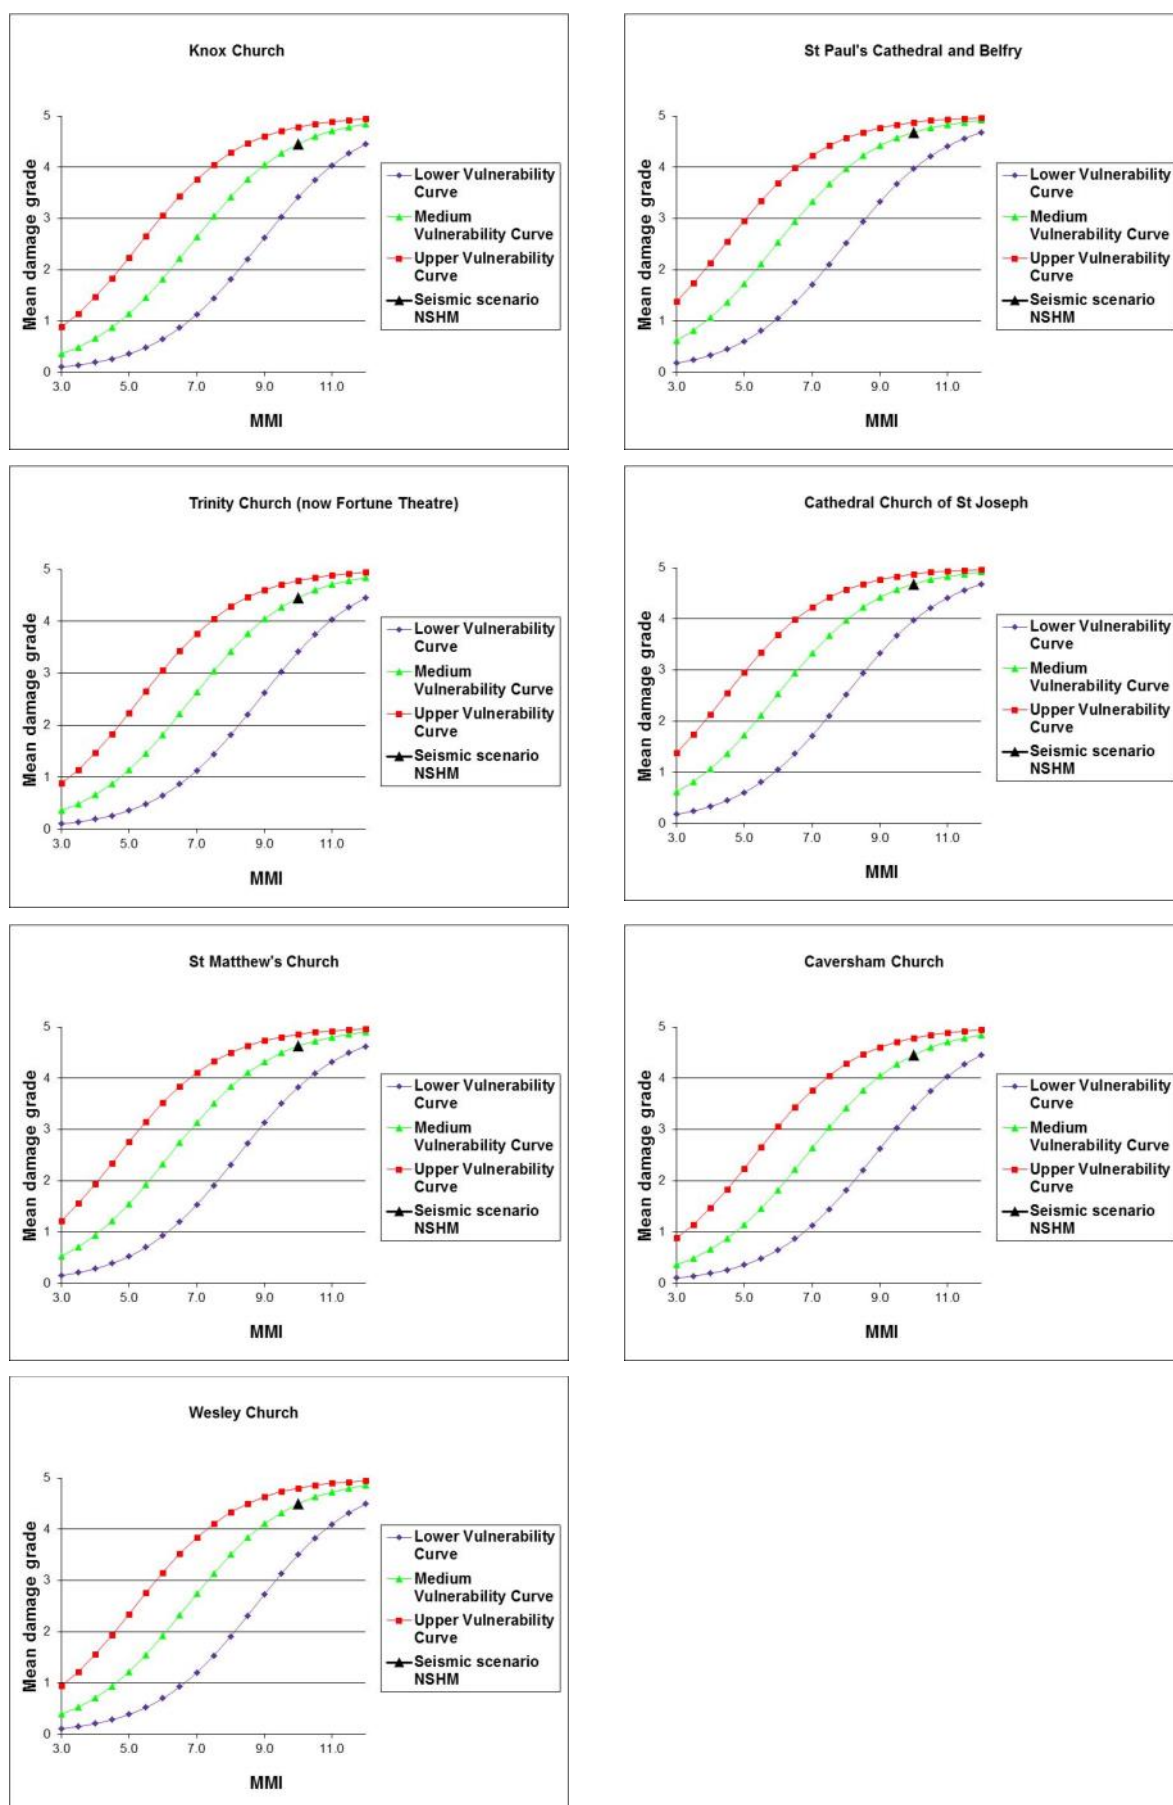 Knox Church
Mean damage grade
5
4
3
2
1
0
3.0 5.0 7.0 9.0 11.0
MMI
Lower Vulnerability
Curve
Medium
Vulnerability Curve
Upper Vulnerability
Curve
Seismic scenario
NSHM
St Paul's Cathedral and Belfry
Mean damage grade
5
4
3
2
1
0
3.0 5.0 7.0 9.0 11.0
MMI
Lower Vulnerability
Curve
Medium
Vulnerability Curve
Upper Vulnerability
Curve
Seismic scenario
NSHM
Trinity Church (now Fortune Theatre)
Mean damage grade
5
4
3
2
1
0
3.0 5.0 7.0 9.0 11.0
MMI
Lower Vulnerability
Curve
Medium
Vulnerability Curve
Upper Vulnerability
Curve
Seismic scenario
NSHM
Cathedral Church of St Joseph
Mean damage grade
5
4
3
2
1
0
3.0 5.0 7.0 9.0 11.0
MMI
Lower Vulnerability
Curve
Medium
Vulnerability Curve
Upper Vulnerability
Curve
Seismic scenario
NSHM
St Matthew's Church
Mean damage grade
5
4
3
2
1
0
3.0 5.0 7.0 9.0 11.0
MMI
Lower Vulnerability
Curve
Medium
Vulnerability Curve
Upper Vulnerability
Curve
Seismic scenario
NSHM
Caversham Church
Mean damage grade
5
4
3
2
1
0
3.0 5.0 7.0 9.0 11.0
MMI
Lower Vulnerability
Curve
Medium
Vulnerability Curve
Upper Vulnerability
Curve
Seismic scenario
NSHM
Wesley Church
Mean damage grade
5
4
3
2
1
0
3.0 5.0 7.0 9.0 11.0
MMI
Lower Vulnerability
Curve
Medium
Vulnerability Curve
Upper Vulnerability
Curve
Seismic scenario
NSHM